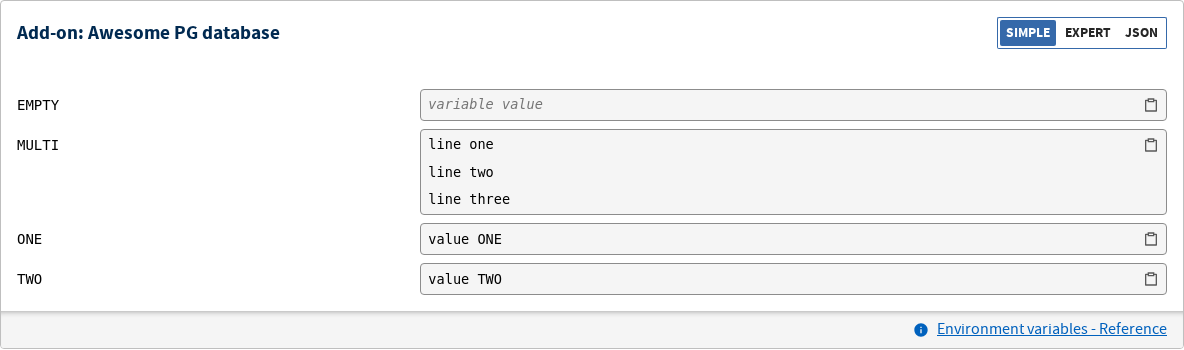 Add-on: Awesome PG database
SIMPLE EXPERT JSON
EMPTY variable value
MULTI line one
line two
line three
ONE value ONE
TWO value TWO
Environment variables - Reference